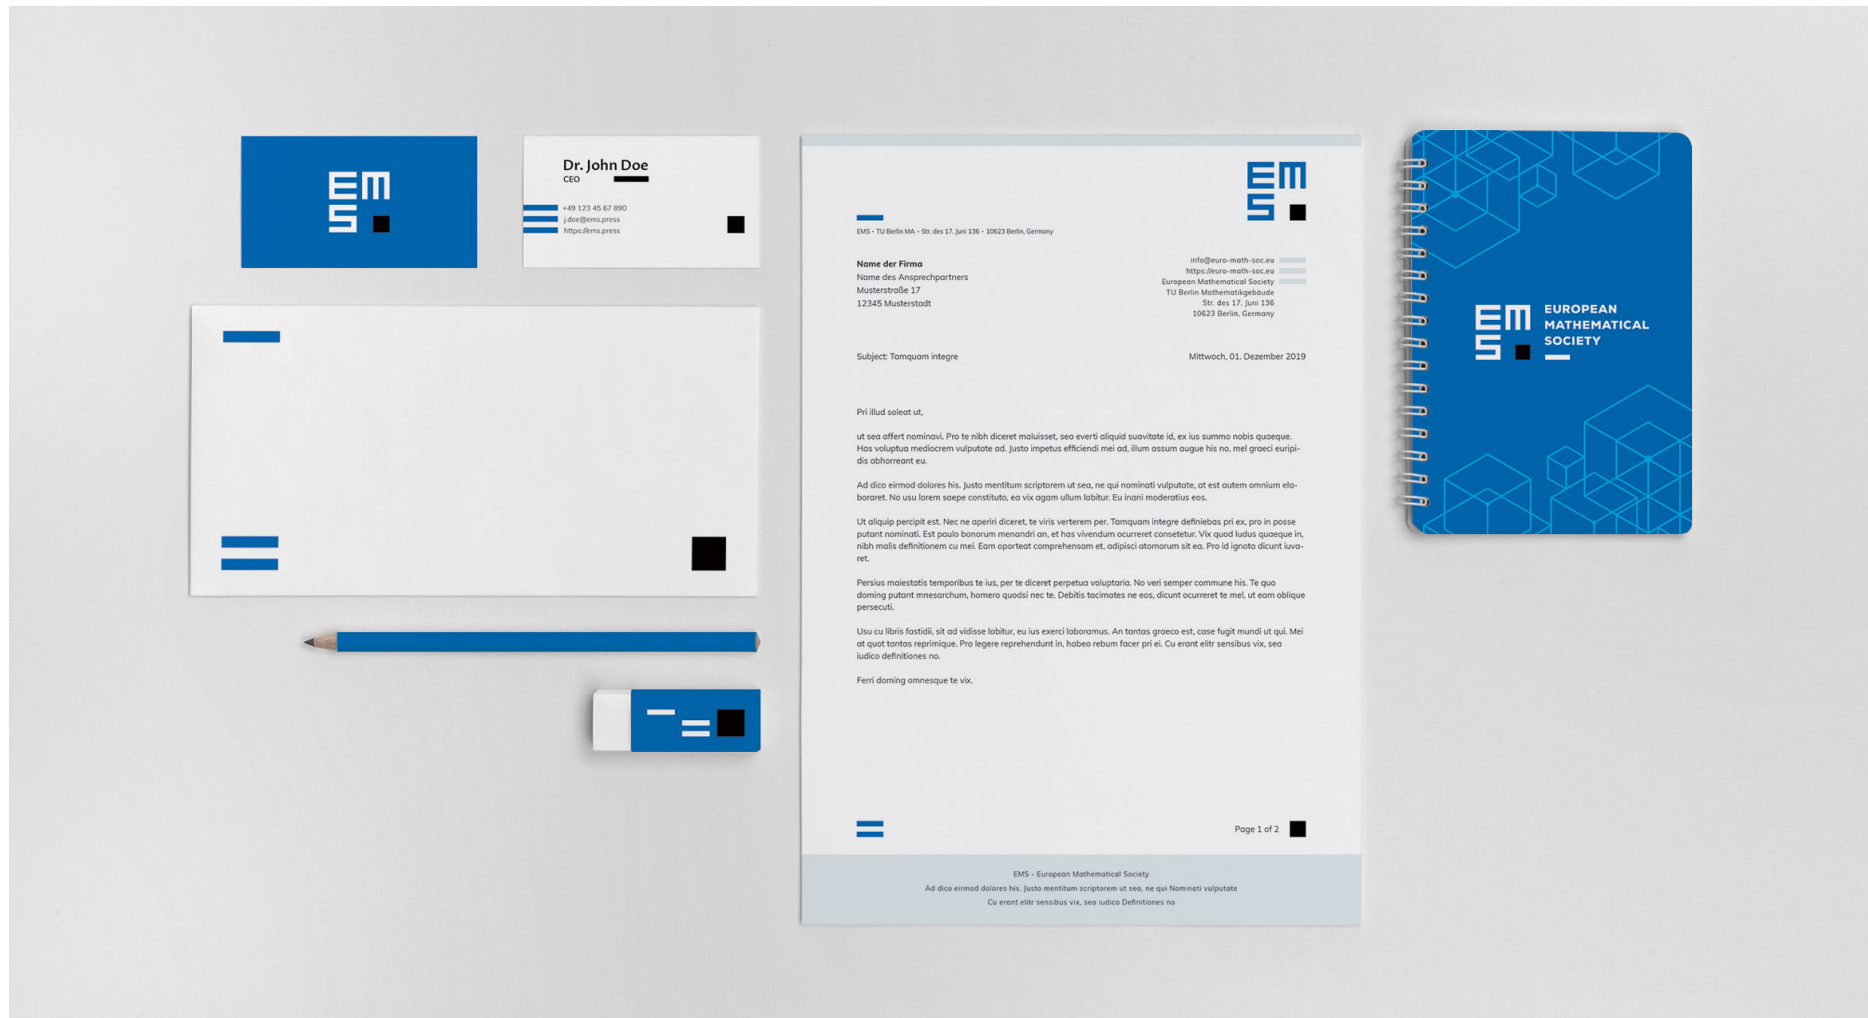 EM
S
Dr. John Doe
CEO
+49 123 45 67 890
j.doe@ems.press
https://ems.press
EM
S
EMS • TU Berlin MA • Str. des 17. Juni 136 • 10623 Berlin, Germany
Name der Firma
Name des Ansprechpartners
Musterstraße 17
12345 Musterstadt
info@euro-math-soc.eu
https://euro-math-soc.eu
European Mathematical Society
TU Berlin Mathematikgebäude
Str. des 17. Juni 136
10623 Berlin, Germany
Subject: Tamquam integre
Mittwoch, 01. Dezember 2019
Pri illud soleat ut,
ut sea affert nominavi. Pro te nibh diceret maluisset, sea everti aliquid suavitate id, ex ius summo nobis quaeque.
Has voluptua mediocrem vulputate ad. Justo impetus efficiendi mei ad, illum assum augue his no, mel graeci euripi-
dis abhorreant eu.
Ad dico eirmod dolores his. Justo mentitum scriptorem ut sea, ne qui nominati vulputate, at est autem omnium ela-
boraret. No usu lorem saepe constituto, ea vix agam ullum labitur. Eu inani moderatius eos.
Ut aliquip percipit est. Nec ne aperiri diceret, te viris verterem per. Tamquam integre definiebas pri ex, pro in posse
putant nominati. Est paulo bonorum menandri an, et has vivendum ocurreret consetetur. Vix quod ludus quaeque in,
nibh malis definitionem cu mei. Eam oporteat comprehensam et, adipisci atomorum sit ea. Pro id ignota dicunt iuva-
ret.
Persius maiestatis temporibus te ius, per te diceret perpetua voluptaria. No veri semper commune his. Te quo
doming putant mnesarchum, homero quodsi nec te. Debitis tacimates ne eos, dicunt ocurreret te mel, ut eam oblique
persecuti.
Usu cu libris fastidii, sit ad vidisse labitur, eu ius exerci laboramus. An tantas graeco est, case fugit mundi ut qui. Mei
at quot tantas reprimique. Pro legere reprehendunt in, habeo rebum facer pri ei. Cu erant elitr sensibus vix, sea
iudico definitiones no.
Ferri doming omnesque te vix.
Page 1 of 2
EMS - European Mathematical Society
Ad dico eirmod dolores his. Justo mentitum scriptorem ut sea, ne qui Nominati vulputate
Cu erant elitr sensibus vix, sea iudico Definitiones no
EM
S
EUROPEAN
MATHEMATICAL
SOCIETY